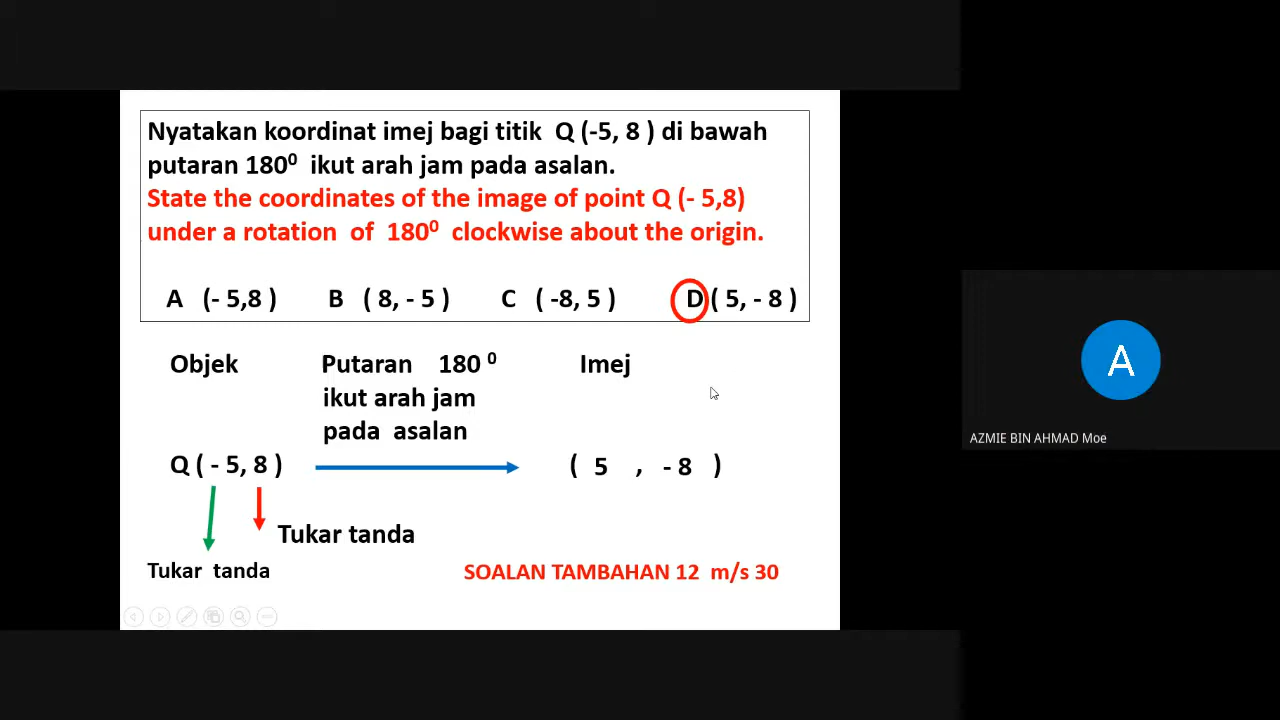 Nyatakan koordinat imej bagi titik Q (-5, 8 ) di bawah
putaran 180⁰ ikut arah jam pada asalan.
State the coordinates of the image of point Q (- 5,8)
under a rotation of 180⁰ clockwise about the origin.
A (- 5,8 ) B ( 8, - 5 ) C ( -8, 5 ) D ( 5, - 8 )
Objek Putaran 180 ⁰ Imej
ikut arah jam
pada asalan
Q ( - 5, 8 ) ( 5 , - 8 )
Tukar tanda
Tukar tanda
SOALAN TAMBAHAN 12 m/s 30
A
AZMIE BIN AHMAD Moe